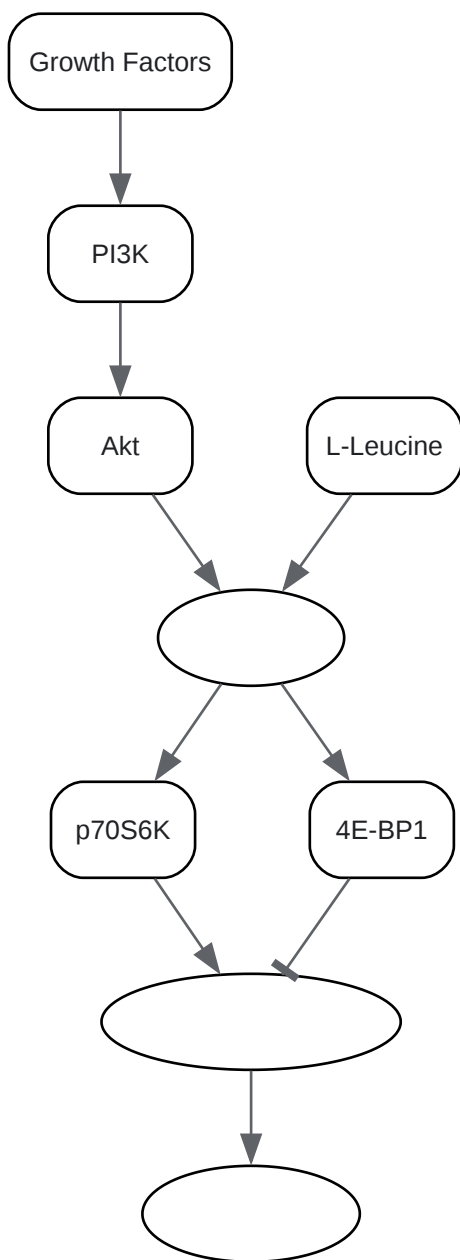 Growth Factors
PI3K
Akt
L-Leucine
p70S6K
4E-BP1